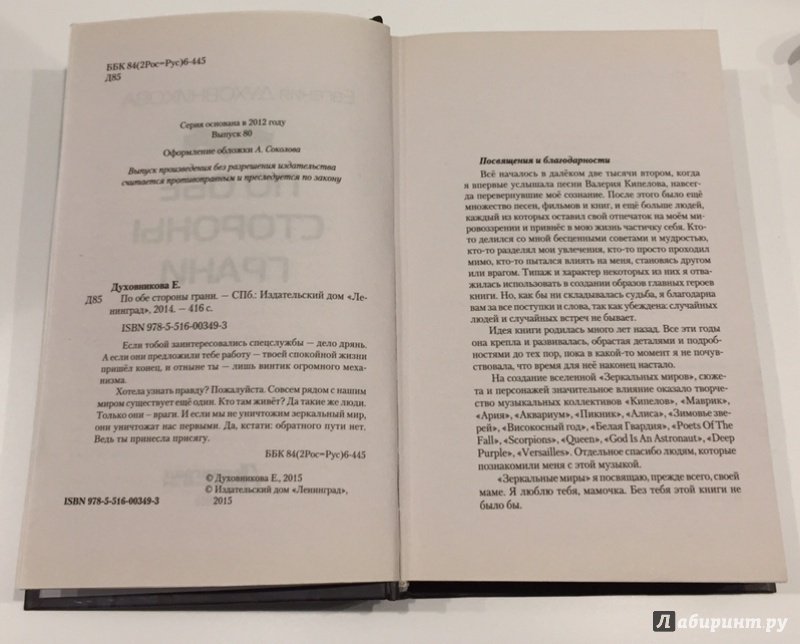 ББК 84(2Рос=Рус)6-445
Д85
Серия основана в 2012 году
Выпуск 80
Оформление обложки А. Соколова
Выпуск произведения без разрешения издательства
считается противоправным и преследуется по закону
Духовникова Е.
Д85 По обе стороны грани. — СПб.: Издательский дом «Ле-
нинград», 2014. — 416 с.
ISBN 978-5-516-00349-3
Если тобой заинтересовались спецслужбы — дело дрянь.
А если они предложили тебе работу — твоей спокойной жизни
пришёл конец, и отныне ты — лишь винтик огромного меха-
низма.
Хотела узнать правду? Пожалуйста. Совсем рядом с нашим
миром существует ещё один. Кто там живёт? Да такие же люди.
Только они — враги. И если мы не уничтожим зеркальный мир,
они уничтожат нас первыми. Да, кстати: обратного пути нет.
Ведь ты принесла присягу.
ББК 84(2Рос=Рус)6-445
© Духовникова Е., 2015
© Издательский дом «Ленинград»,
2015
ISBN 978-5-516-00349-3
Посвящения и благодарности
Всё началось в далёком две тысячи втором, когда
я впервые услышала песни Валерия Кипелова, навсег-
да перевернувшие моё сознание. После этого было ещё
множество песен, фильмов и книг, и ещё больше людей,
каждый из которых оставил свой отпечаток на моём ми-
ровоззрении и привнёс в мою жизнь частичку себя. Кто-
то делился со мной бесценными советами и мудростью,
кто-то разделял мои увлечения, кто-то просто проходил
мимо, кто-то пытался влиять на меня, становясь другом
или врагом. Типаж и характер некоторых из них я отва-
жилась использовать в создании образов главных героев
книги. Но, как бы ни складывалась судьба, я благодарна
вам за все поступки и слова, так как убеждена: случайных
людей и случайных встреч не бывает.
Идея книги родилась много лет назад. Все эти годы
она крепла и развивалась, обрастая деталями и подроб-
ностями до тех пор, пока в какой-то момент я не почув-
ствовала, что время для неё наконец настало.
На создание вселенной «Зеркальных миров», сюже-
та и персонажей значительное влияние оказало творчес-
тво музыкальных коллективов «Кипелов», «Маврик»,
«Ария», «Аквариум», «Пикник», «Алиса», «Зимовье зве-
рей», «Високосный год», «Белая Гвардия», «Poets Of The
Fall», «Scorpions», «Queen», «God Is An Astronaut», «Deep
Purple», «Versailles». Отдельное спасибо людям, которые
познакомили меня с этой музыкой.
«Зеркальные миры» я посвящаю, прежде всего, своей
маме. Я люблю тебя, мамочка. Без тебя этой книги не
было бы.
Лабиринт.ру